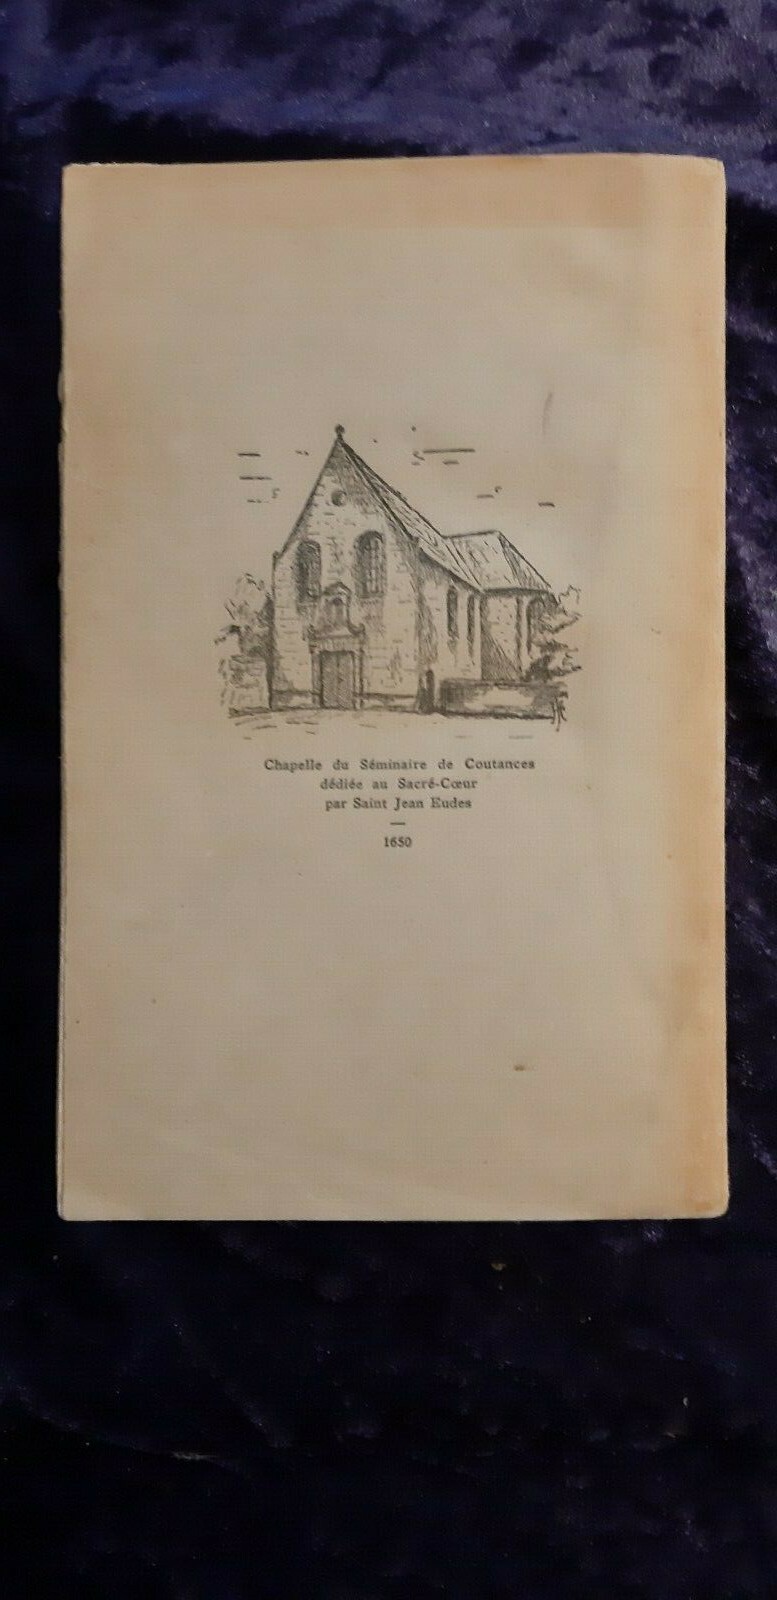 Chapelle du Séminaire de Coutances
dédiée au Sacré-Cœur
par Saint Jean Eudes
—
1650